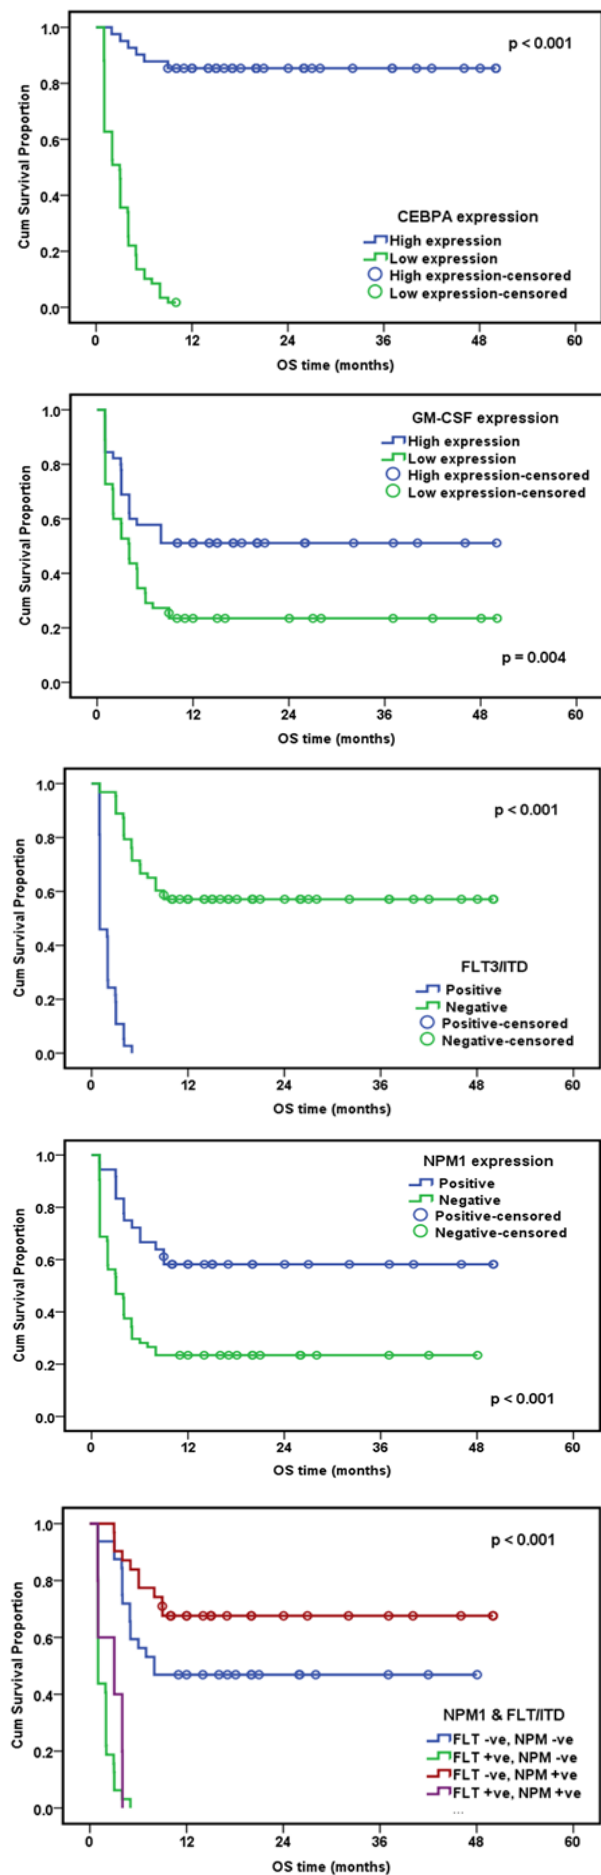 p < 0.001
Cum Survival Proportion
1.0
0.8
0.6
0.4
0.2
0.0
CEBPA expression
High expression
Low expression
High expression-censored
Low expression-censored
0 12 24 36 48 60
OS time (months)
GM-CSF expression
High expression
Low expression
High expression-censored
Low expression-censored
Cum Survival Proportion
1.0
0.8
0.6
0.4
0.2
0.0
p = 0.004
0 12 24 36 48 60
OS time (months)
p < 0.001
Cum Survival Proportion
1.0
0.8
0.6
0.4
0.2
0.0
FLT3/ITD
Positive
Negative
Positive-censored
Negative-censored
0 12 24 36 48 60
OS time (months)
NPM1 expression
Positive
Negative
Positive-censored
Negative-censored
Cum Survival Proportion
1.0
0.8
0.6
0.4
0.2
0.0
p < 0.001
0 12 24 36 48 60
OS time (months)
p < 0.001
Cum Survival Proportion
1.0
0.8
0.6
0.4
0.2
0.0
NPM1 & FLT/ITD
FLT -ve, NPM -ve
FLT +ve, NPM -ve
FLT -ve, NPM +ve
FLT +ve, NPM +ve
...
0 12 24 36 48 60
OS time (months)